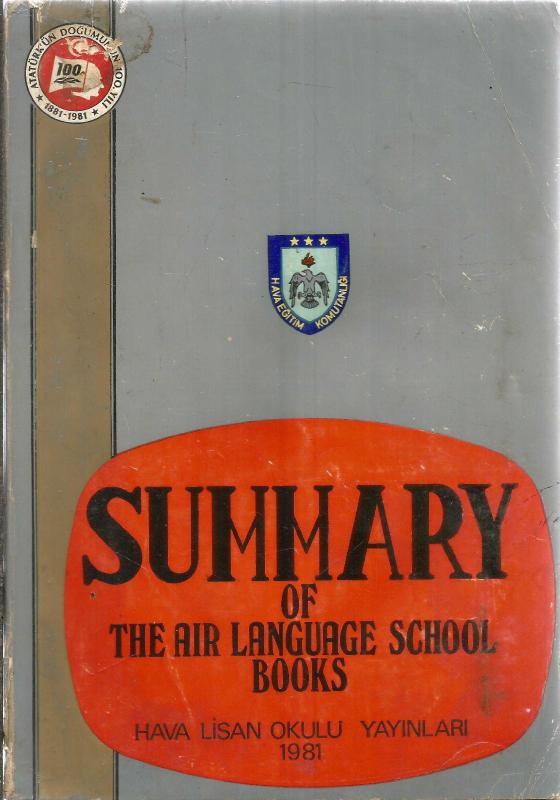 ATATÜRK'ÜN DOĞUMUNUN 100. YILI
100.
★ 1881-1981 ★
HAVA EĞİTİM KOMUTANLIĞI
SUMMARY
OF
THE AIR LANGUAGE SCHOOL
BOOKS
HAVA LİSAN OKULU YAYINLARI
1981